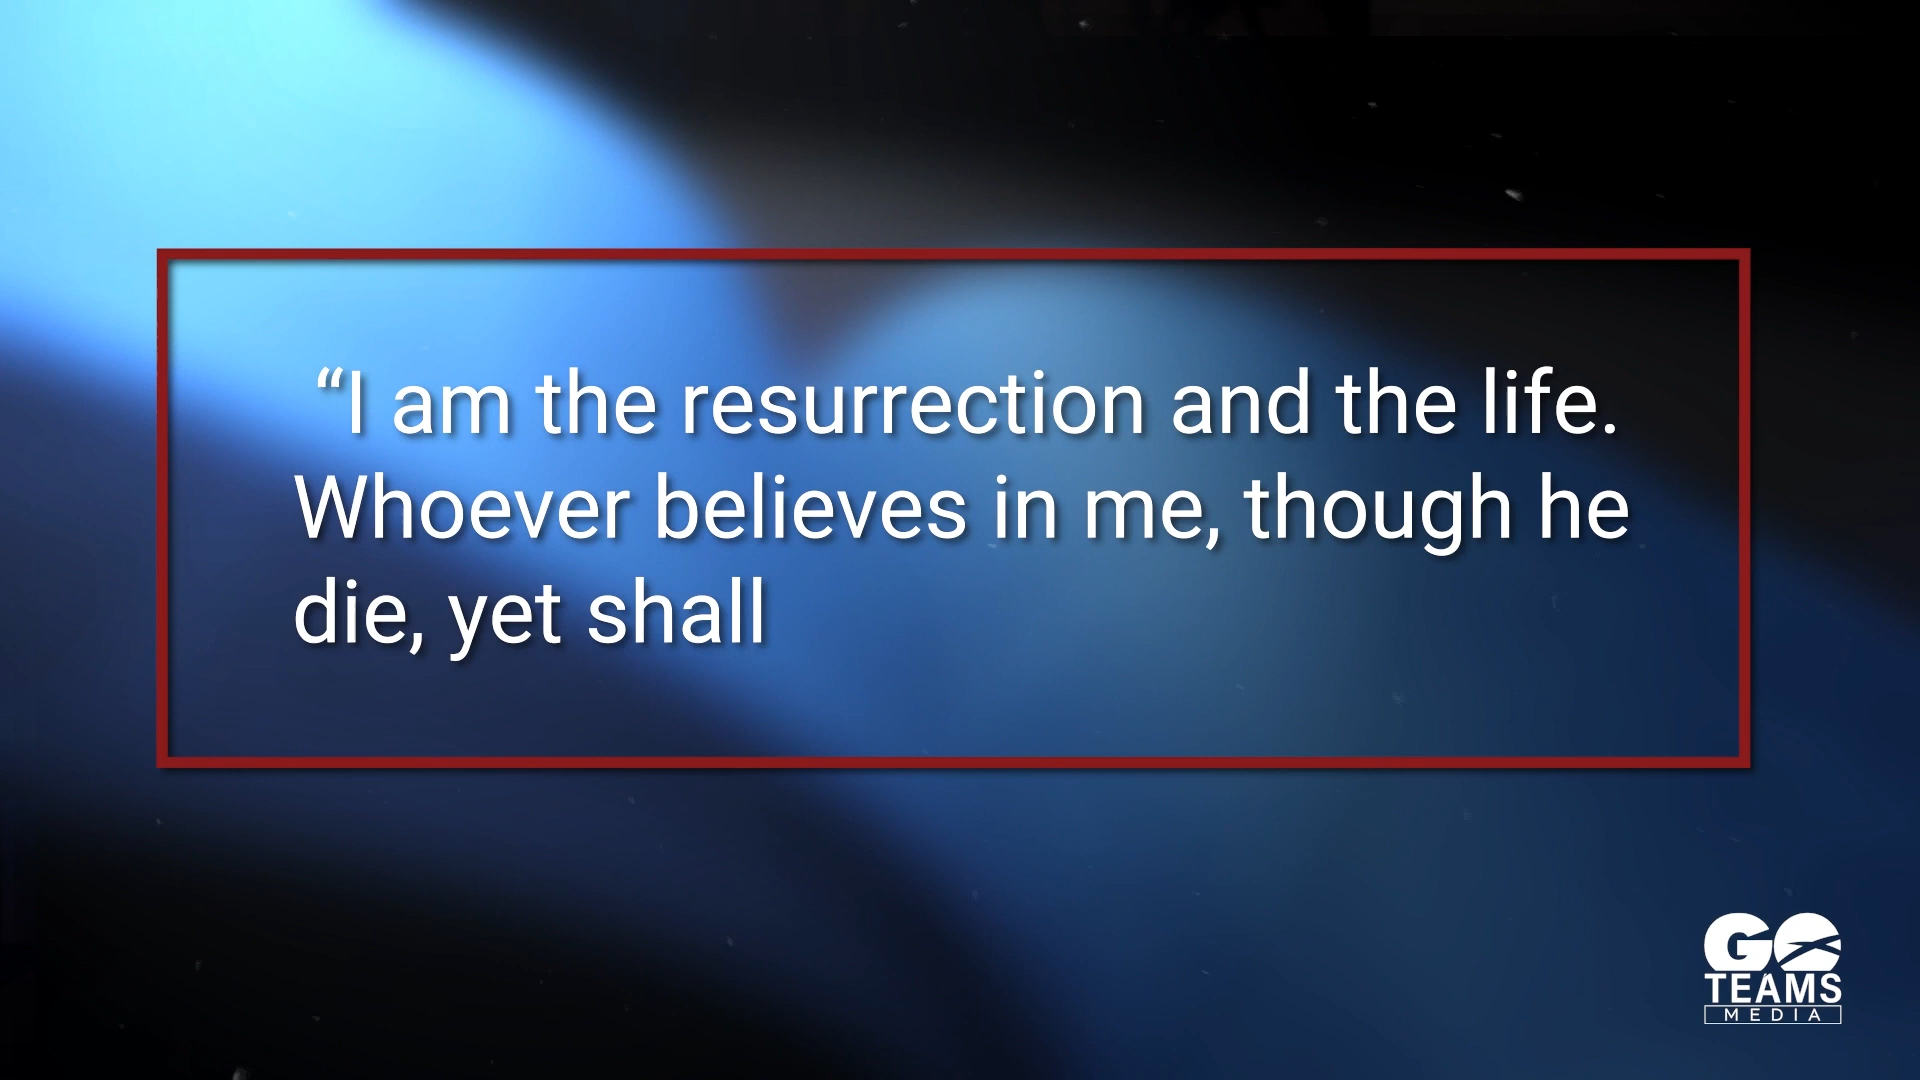 “I am the resurrection and the life.
Whoever believes in me, though he
die, yet shall
GO
TEAMS
MEDIA